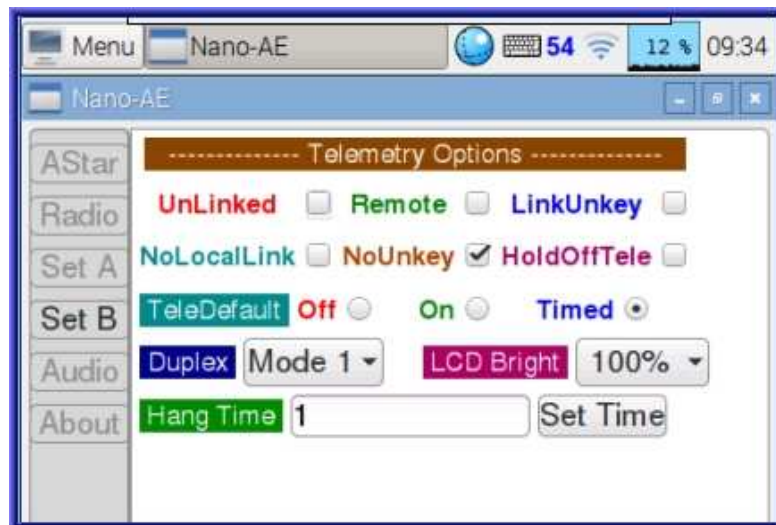 Menu Nano-AE 54 12 % 09:34
Nano-AE
-------------- Telemetry Options --------------
AStar
UnLinked Remote LinkUnkey
Radio
NoLocalLink NoUnkey HoldOffTele
Set A
TeleDefault Off On Timed
Set B
Duplex Mode 1 LCD Bright 100%
Audio
Hang Time 1 Set Time
About